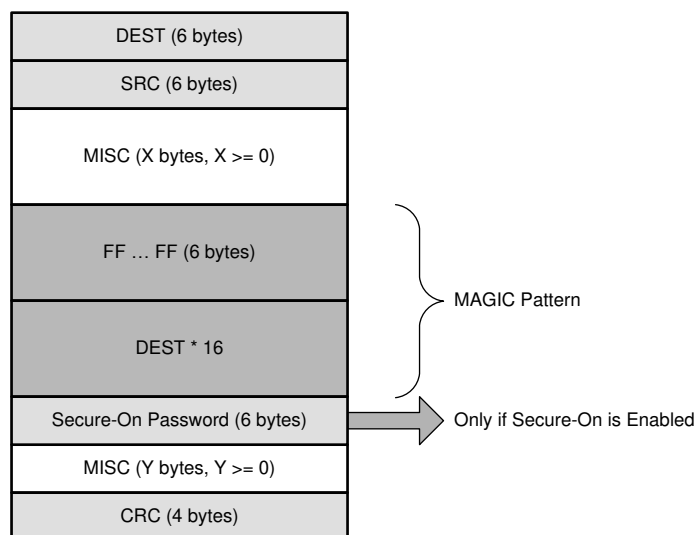 DEST (6 bytes)
SRC (6 bytes)
MISC (X bytes, X >= 0)
FF … FF (6 bytes)
MAGIC Pattern
DEST * 16
Secure-On Password (6 bytes)
Only if Secure-On is Enabled
MISC (Y bytes, Y >= 0)
CRC (4 bytes)